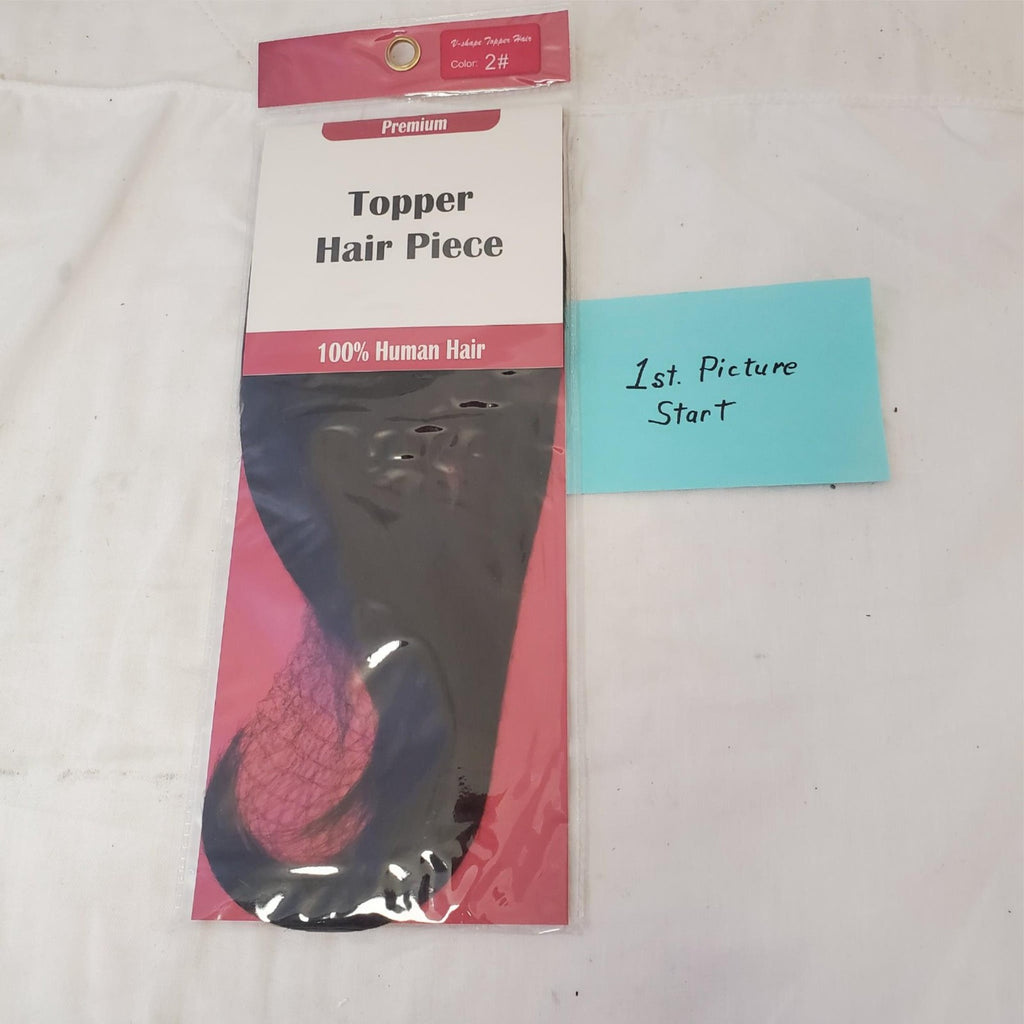 V-shape Topper Hair
Color: 2#
Premium
Topper
Hair Piece
100% Human Hair
1st. Picture
Start